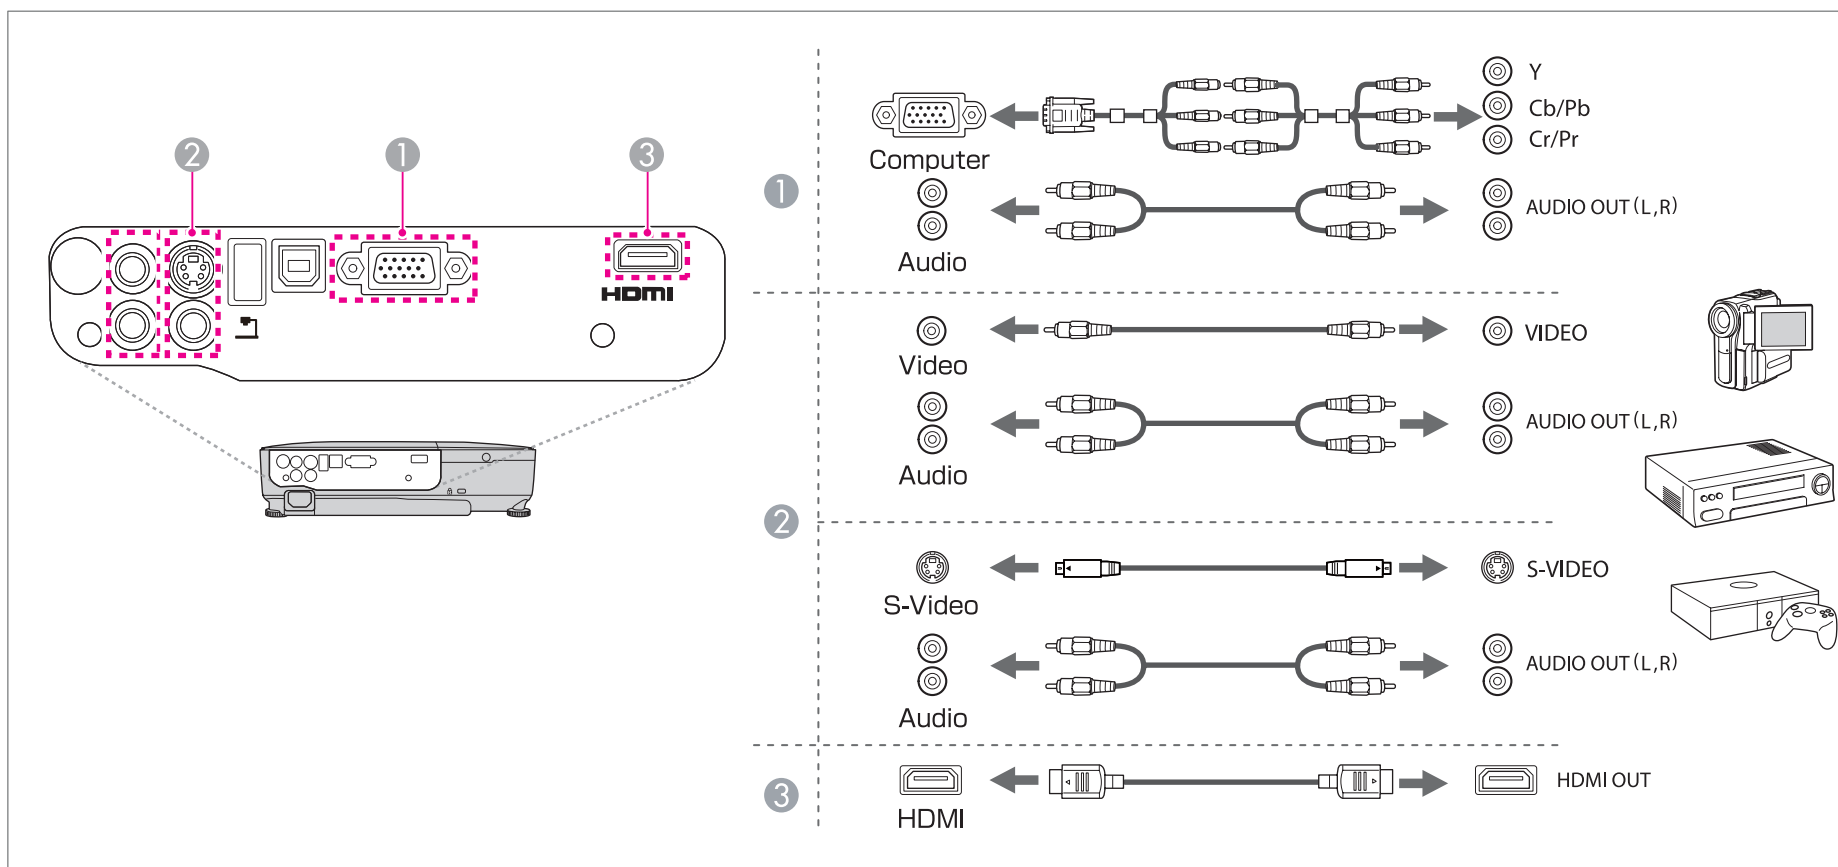 2
1
3
HDMI
1
Computer
Y
Cb/Pb
Cr/Pr
Audio
AUDIO OUT (L,R)
2
Video
VIDEO
Audio
AUDIO OUT (L,R)
S-Video
S-VIDEO
Audio
AUDIO OUT (L,R)
3
HDMI
HDMI OUT